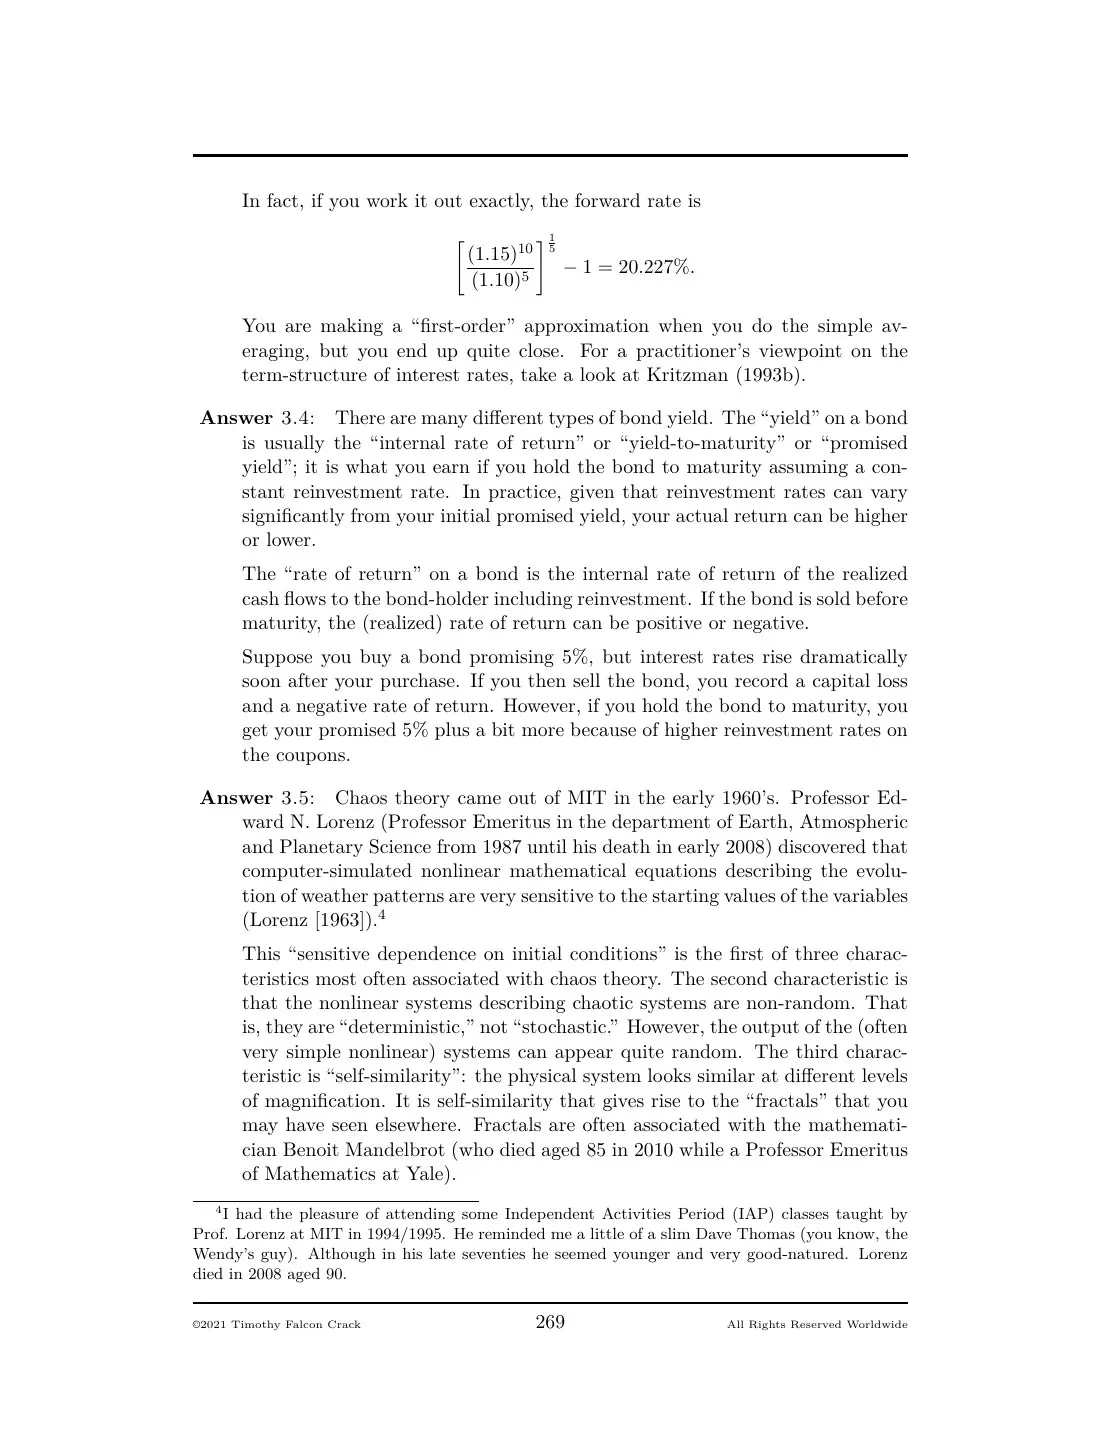 In fact, if you work it out exactly, the forward rate is
[(1.15)^10 / (1.10)^5]^(1/5) − 1 = 20.227%.
You are making a “first-order” approximation when you do the simple av-
eraging, but you end up quite close. For a practitioner’s viewpoint on the
term-structure of interest rates, take a look at Kritzman (1993b).
Answer 3.4: There are many different types of bond yield. The “yield” on a bond
is usually the “internal rate of return” or “yield-to-maturity” or “promised
yield”; it is what you earn if you hold the bond to maturity assuming a con-
stant reinvestment rate. In practice, given that reinvestment rates can vary
significantly from your initial promised yield, your actual return can be higher
or lower.
The “rate of return” on a bond is the internal rate of return of the realized
cash flows to the bond-holder including reinvestment. If the bond is sold before
maturity, the (realized) rate of return can be positive or negative.
Suppose you buy a bond promising 5%, but interest rates rise dramatically
soon after your purchase. If you then sell the bond, you record a capital loss
and a negative rate of return. However, if you hold the bond to maturity, you
get your promised 5% plus a bit more because of higher reinvestment rates on
the coupons.
Answer 3.5: Chaos theory came out of MIT in the early 1960’s. Professor Ed-
ward N. Lorenz (Professor Emeritus in the department of Earth, Atmospheric
and Planetary Science from 1987 until his death in early 2008) discovered that
computer-simulated nonlinear mathematical equations describing the evolu-
tion of weather patterns are very sensitive to the starting values of the variables
(Lorenz [1963]).⁴
This “sensitive dependence on initial conditions” is the first of three charac-
teristics most often associated with chaos theory. The second characteristic is
that the nonlinear systems describing chaotic systems are non-random. That
is, they are “deterministic,” not “stochastic.” However, the output of the (often
very simple nonlinear) systems can appear quite random. The third charac-
teristic is “self-similarity”: the physical system looks similar at different levels
of magnification. It is self-similarity that gives rise to the “fractals” that you
may have seen elsewhere. Fractals are often associated with the mathemati-
cian Benoit Mandelbrot (who died aged 85 in 2010 while a Professor Emeritus
of Mathematics at Yale).
⁴I had the pleasure of attending some Independent Activities Period (IAP) classes taught by
Prof. Lorenz at MIT in 1994/1995. He reminded me a little of a slim Dave Thomas (you know, the
Wendy’s guy). Although in his late seventies he seemed younger and very good-natured. Lorenz
died in 2008 aged 90.
©2021 Timothy Falcon Crack 269 All Rights Reserved Worldwide